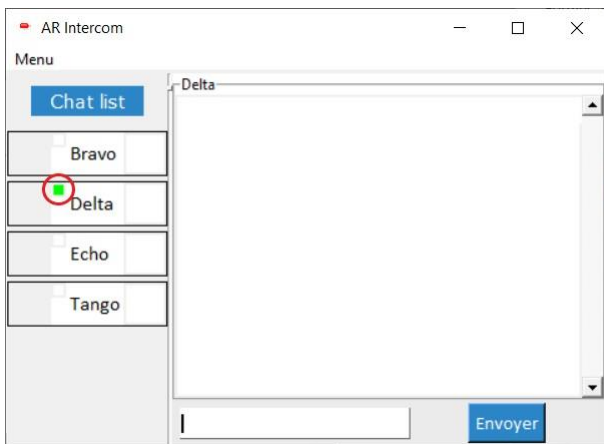 AR Intercom
Menu
Chat list
Bravo
Delta
Echo
Tango
Delta
Envoyer